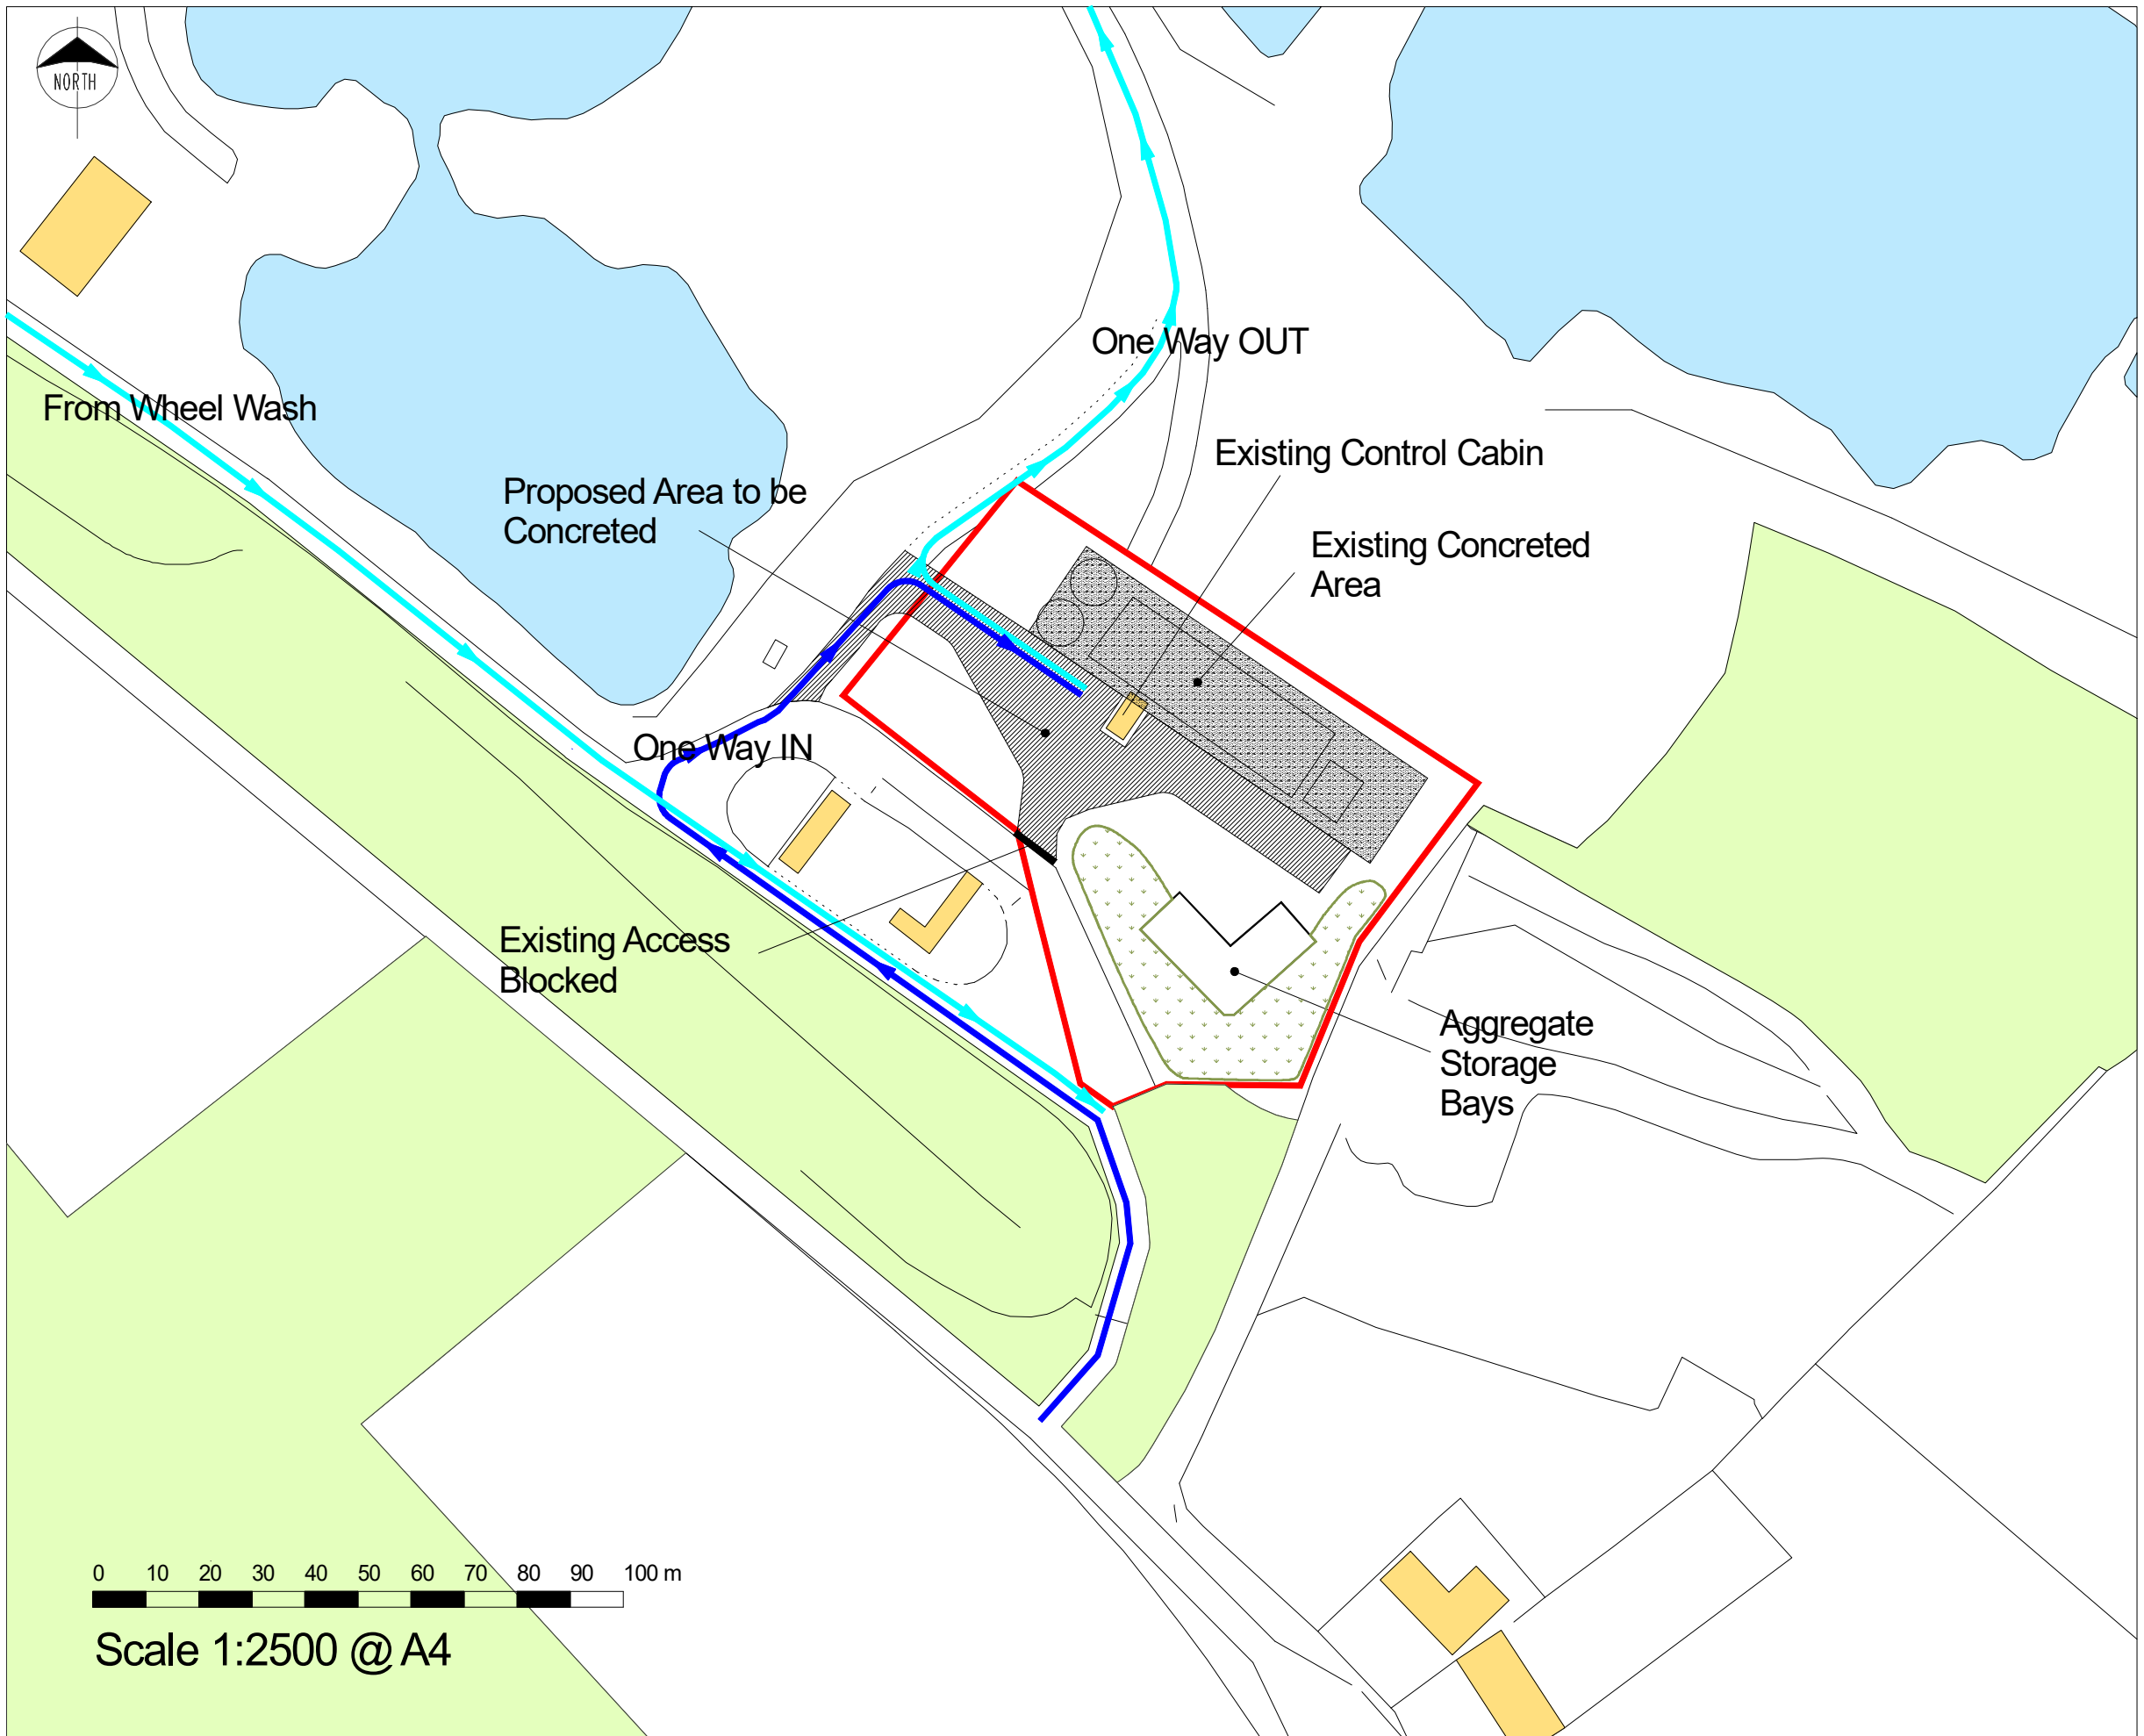 NORTH
One Way OUT
From Wheel Wash
Existing Control Cabin
Proposed Area to be
Concreted
Existing Concreted
Area
One Way IN
Existing Access
Blocked
Aggregate
Storage
Bays
0 10 20 30 40 50 60 70 80 90 100 m
Scale 1:2500 @ A4